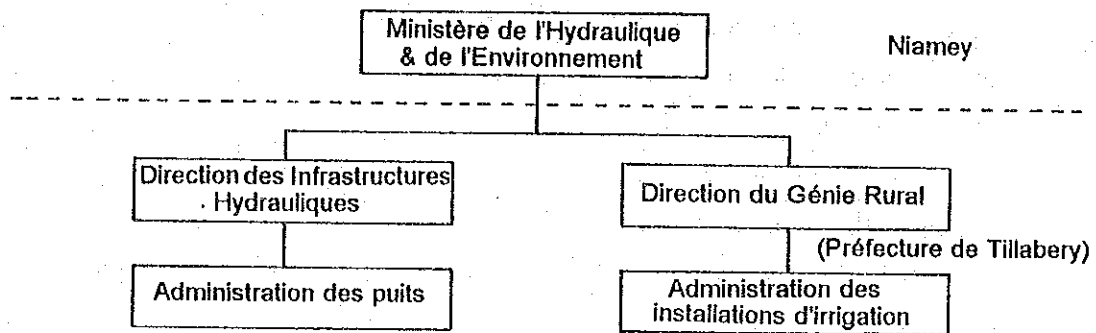 Ministère de l'Hydraulique
& de l'Environnement
Niamey
Direction des Infrastructures
Hydrauliques
Direction du Génie Rural
(Préfecture de Tillabery)
Administration des puits
Administration des
installations d'irrigation